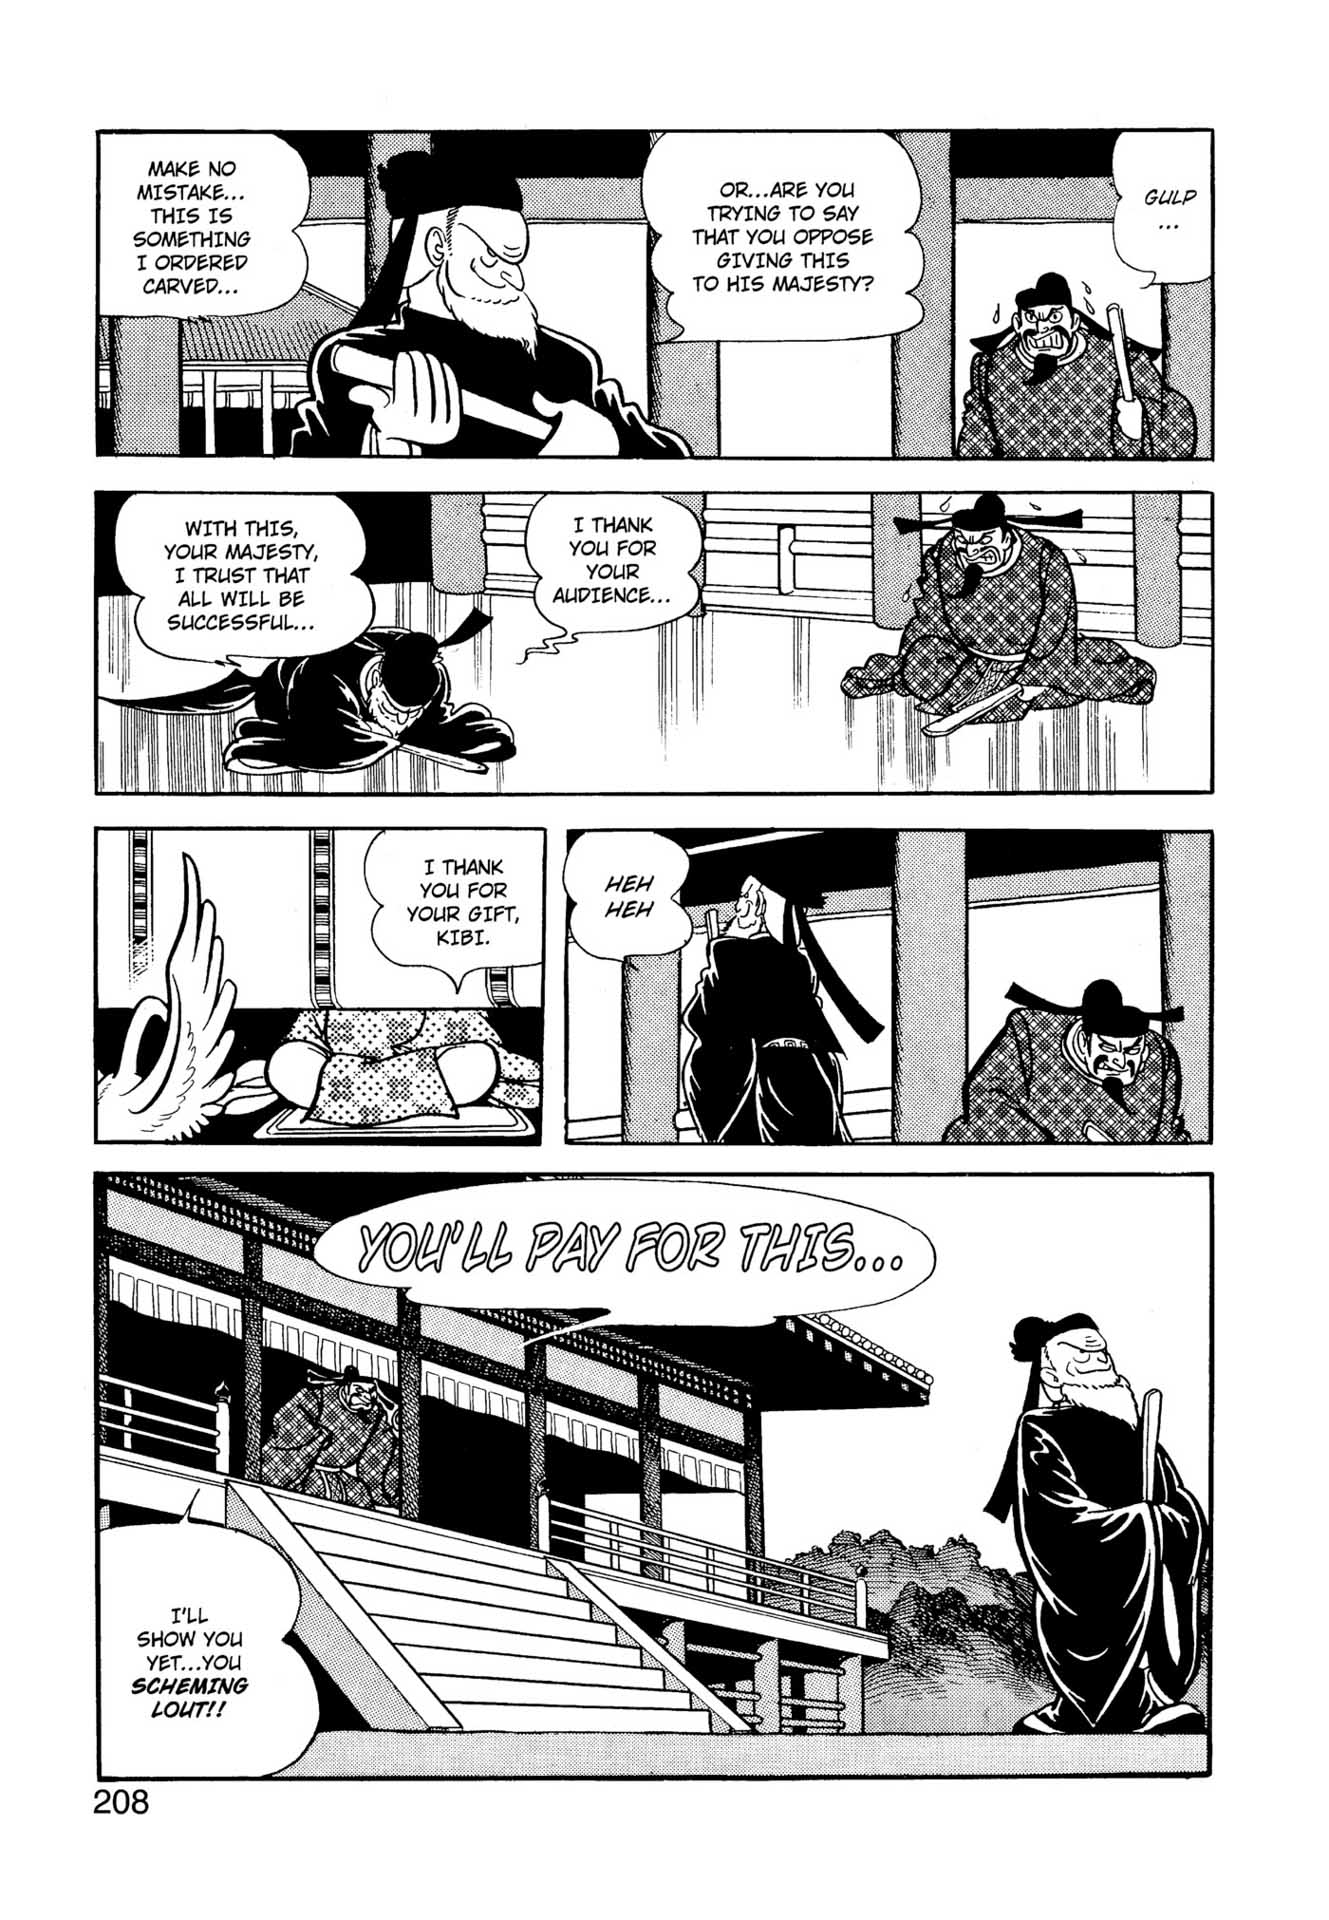 MAKE NO
MISTAKE...
THIS IS
SOMETHING
I ORDERED
CARVED...
OR...ARE YOU
TRYING TO SAY
THAT YOU OPPOSE
GIVING THIS
TO HIS MAJESTY?
GULP
...
WITH THIS,
YOUR MAJESTY,
I TRUST THAT
ALL WILL BE
SUCCESSFUL...
I THANK
YOU FOR
YOUR
AUDIENCE...
I THANK
YOU FOR
YOUR GIFT,
KIBI.
HEH
HEH
YOU'LL PAY FOR THIS...
I'LL
SHOW YOU
YET...YOU
SCHEMING
LOUT!!
208